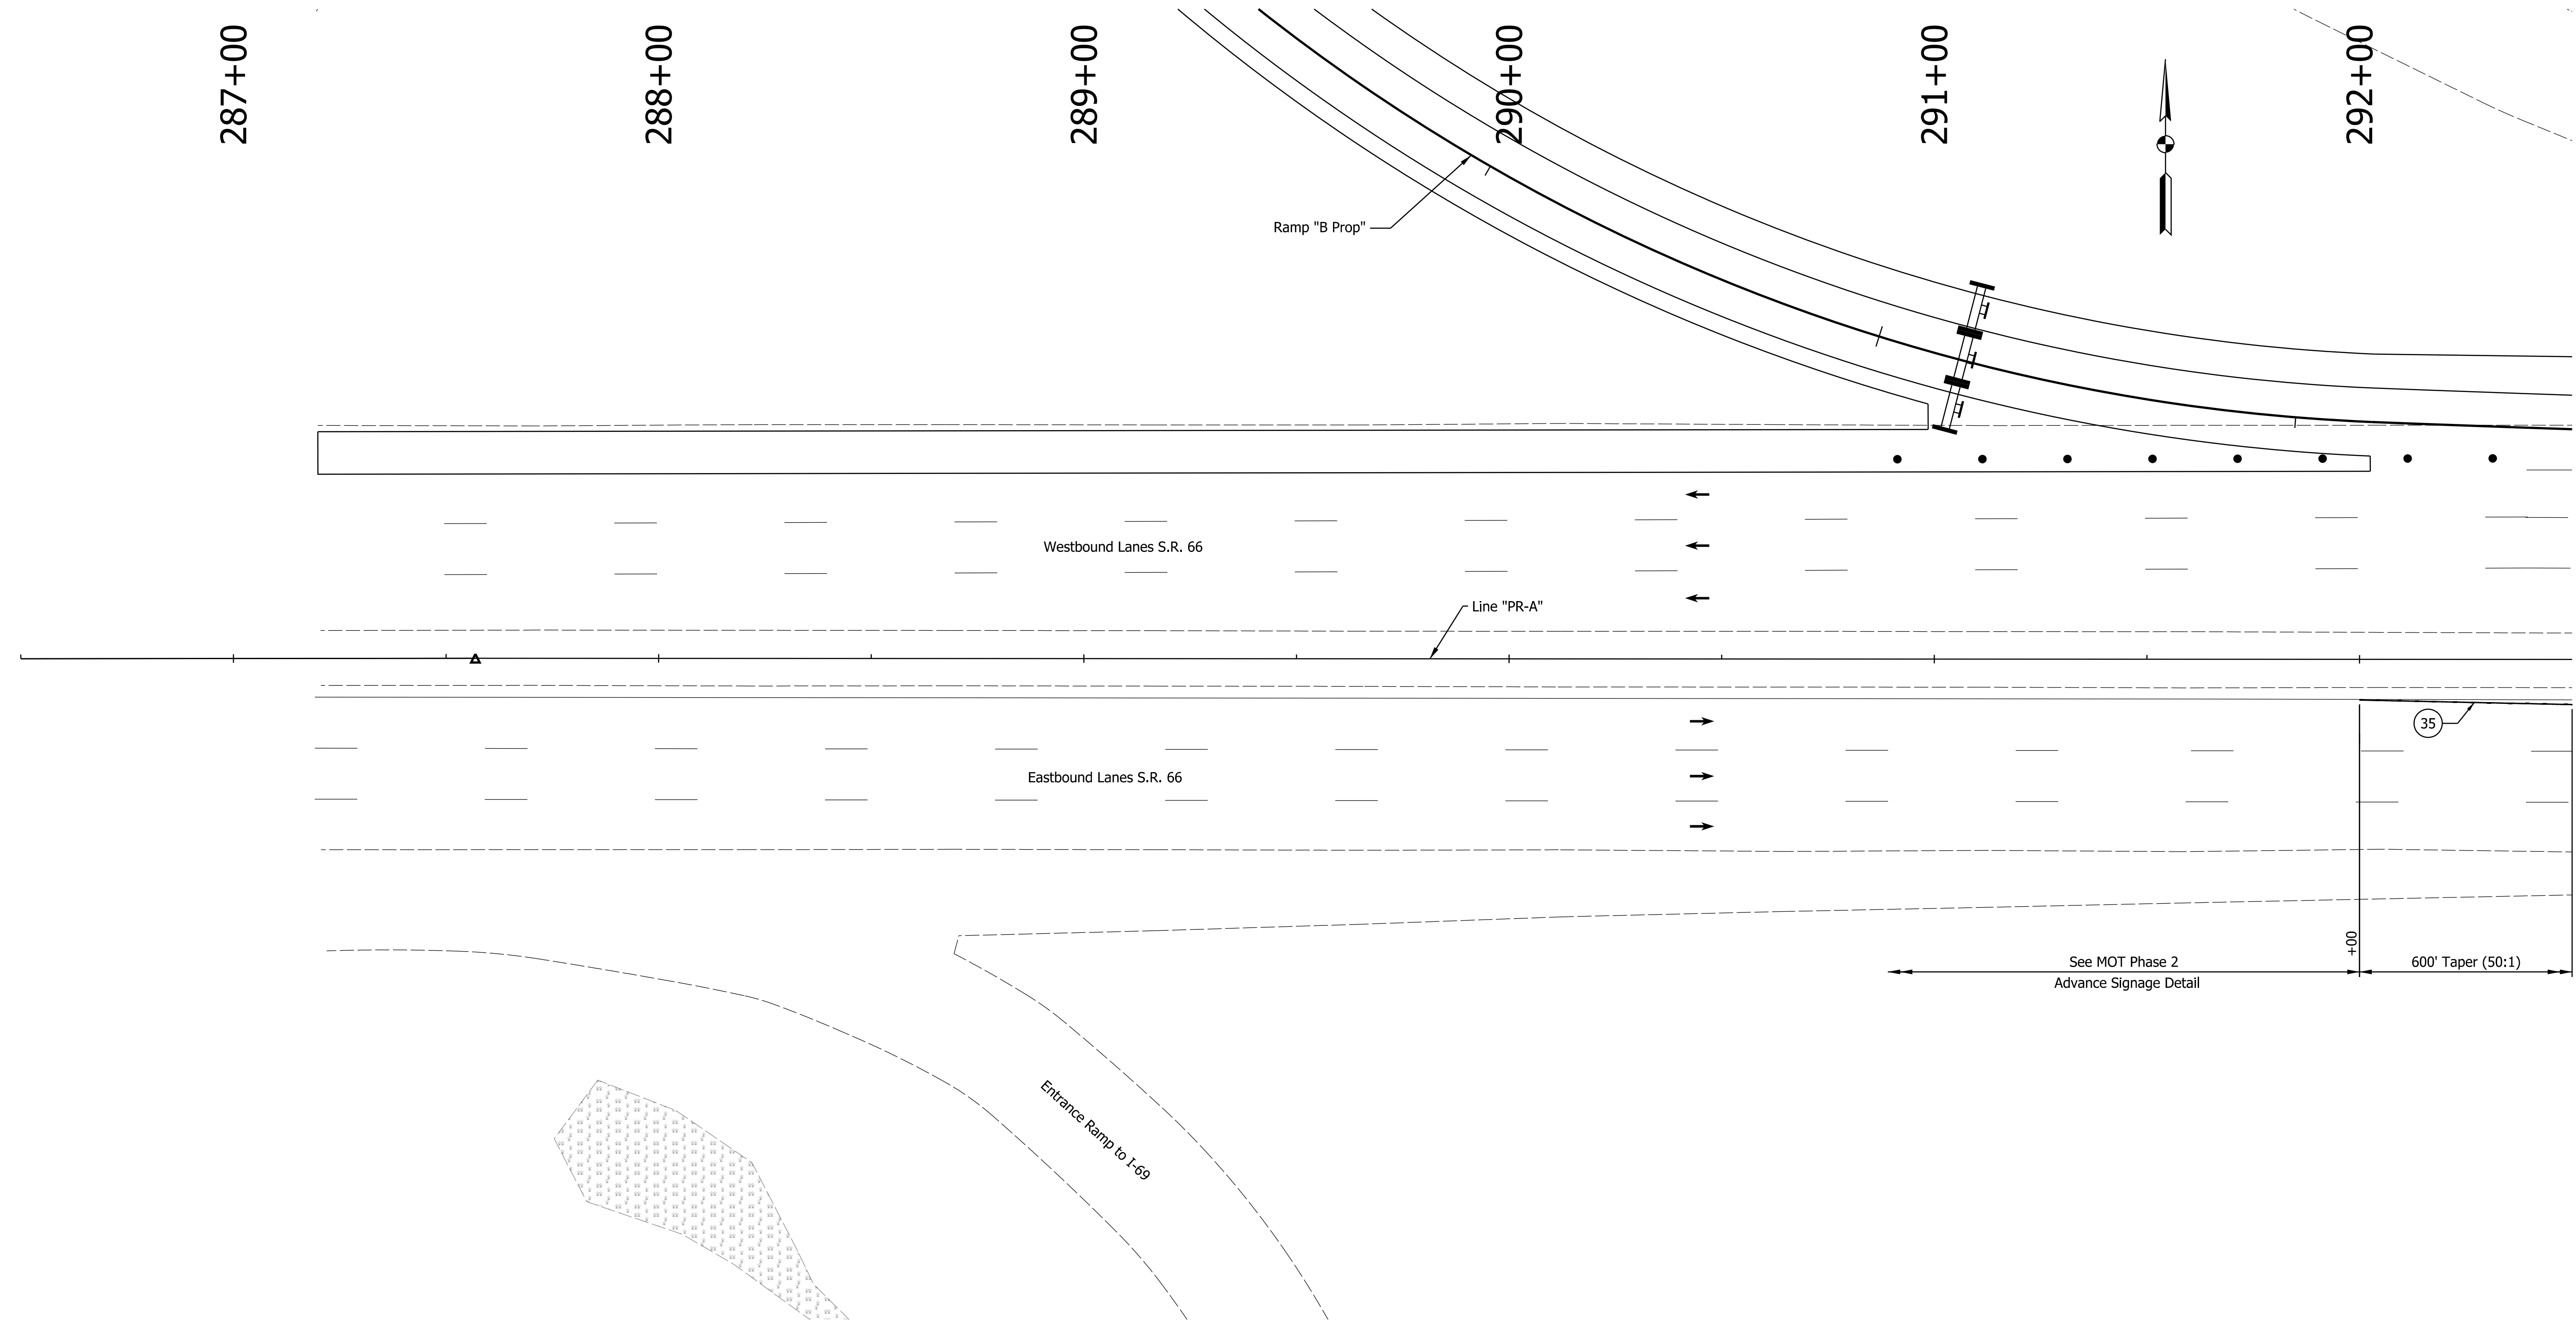 287+00
288+00
289+00
290+00
291+00
292+00
Ramp "B Prop"
Westbound Lanes S.R. 66
Line "PR-A"
35
Eastbound Lanes S.R. 66
+00
See MOT Phase 2
Advance Signage Detail
600' Taper (50:1)
Entrance Ramp to I-69